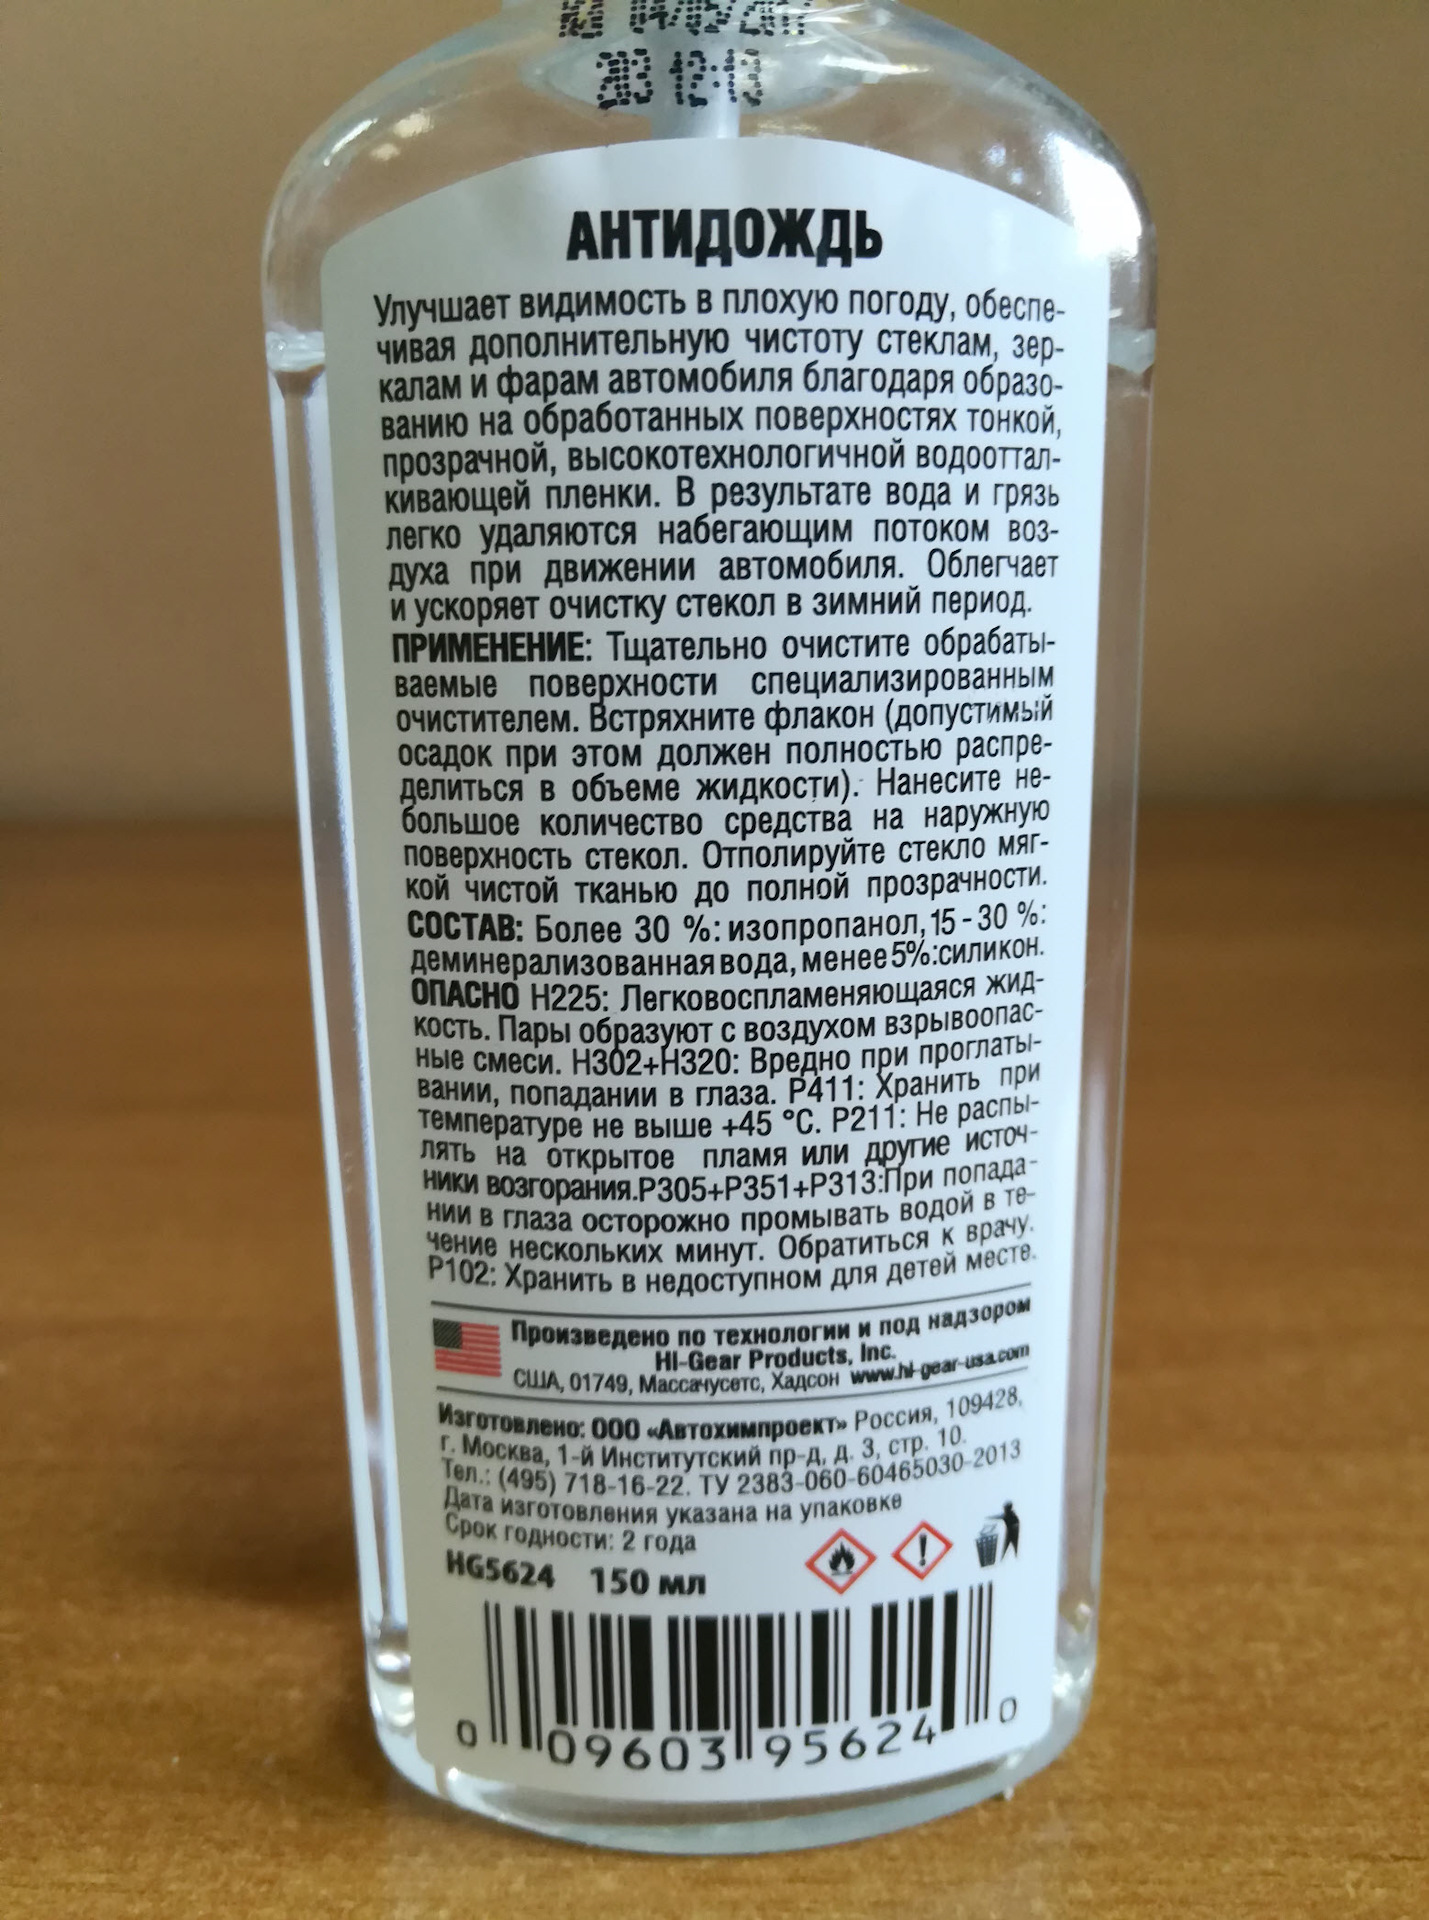 203 12:13
АНТИДОЖДЬ
Улучшает видимость в плохую погоду, обеспе-
чивая дополнительную чистоту стеклам, зер-
калам и фарам автомобиля благодаря образо-
ванию на обработанных поверхностях тонкой,
прозрачной, высокотехнологичной водооттал-
кивающей пленки. В результате вода и грязь
легко удаляются набегающим потоком воз-
духа при движении автомобиля. Облегчает
и ускоряет очистку стекол в зимний период.
ПРИМЕНЕНИЕ: Тщательно очистите обрабаты-
ваемые поверхности специализированным
очистителем. Встряхните флакон (допустимый
осадок при этом должен полностью распре-
делиться в объеме жидкости). Нанесите не-
большое количество средства на наружную
поверхность стекол. Отполируйте стекло мяг-
кой чистой тканью до полной прозрачности.
СОСТАВ: Более 30 %: изопропанол, 15 - 30 %:
деминерализованная вода, менее 5%: силикон.
ОПАСНО H225: Легковоспламеняющаяся жид-
кость. Пары образуют с воздухом взрывоопас-
ные смеси. H302+H320: Вредно при проглаты-
вании, попадании в глаза. P411: Хранить при
температуре не выше +45 °C. P211: Не распы-
лять на открытое пламя или другие источ-
ники возгорания.P305+P351+P313:При попада-
нии в глаза осторожно промывать водой в те-
чение нескольких минут. Обратиться к врачу.
P102: Хранить в недоступном для детей месте.
Произведено по технологии и под надзором
HI-Gear Products, Inc.
США, 01749, Массачусетс, Хадсон www.hi-gear-usa.com
Изготовлено: ООО «Автохимпроект» Россия, 109428,
г. Москва, 1-й Институтский пр-д, д. 3, стр. 10.
Тел.: (495) 718-16-22. ТУ 2383-060-60465030-2013
Дата изготовления указана на упаковке
Срок годности: 2 года
HG5624 150 мл
0 09603 95624 0